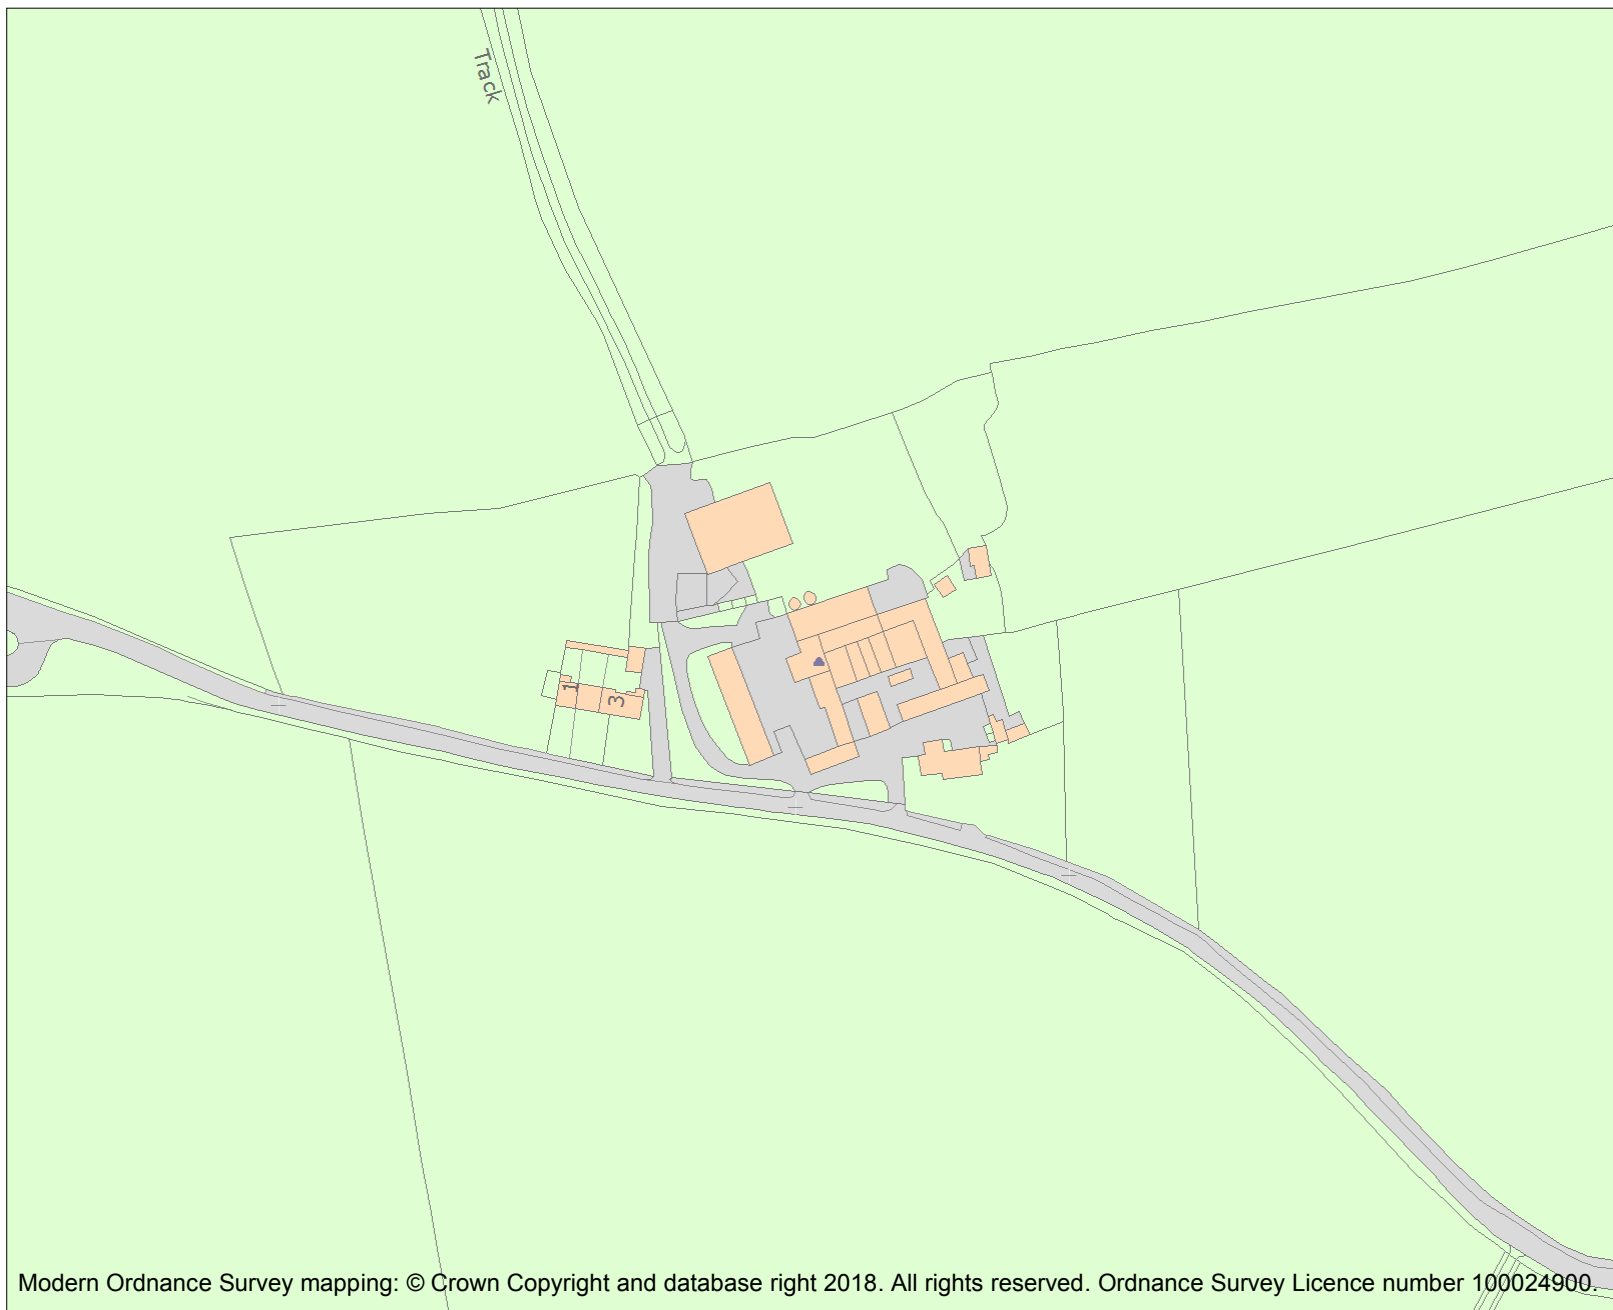 Track
1
3
Modern Ordnance Survey mapping: © Crown Copyright and database right 2018. All rights reserved. Ordnance Survey Licence number 100024900.